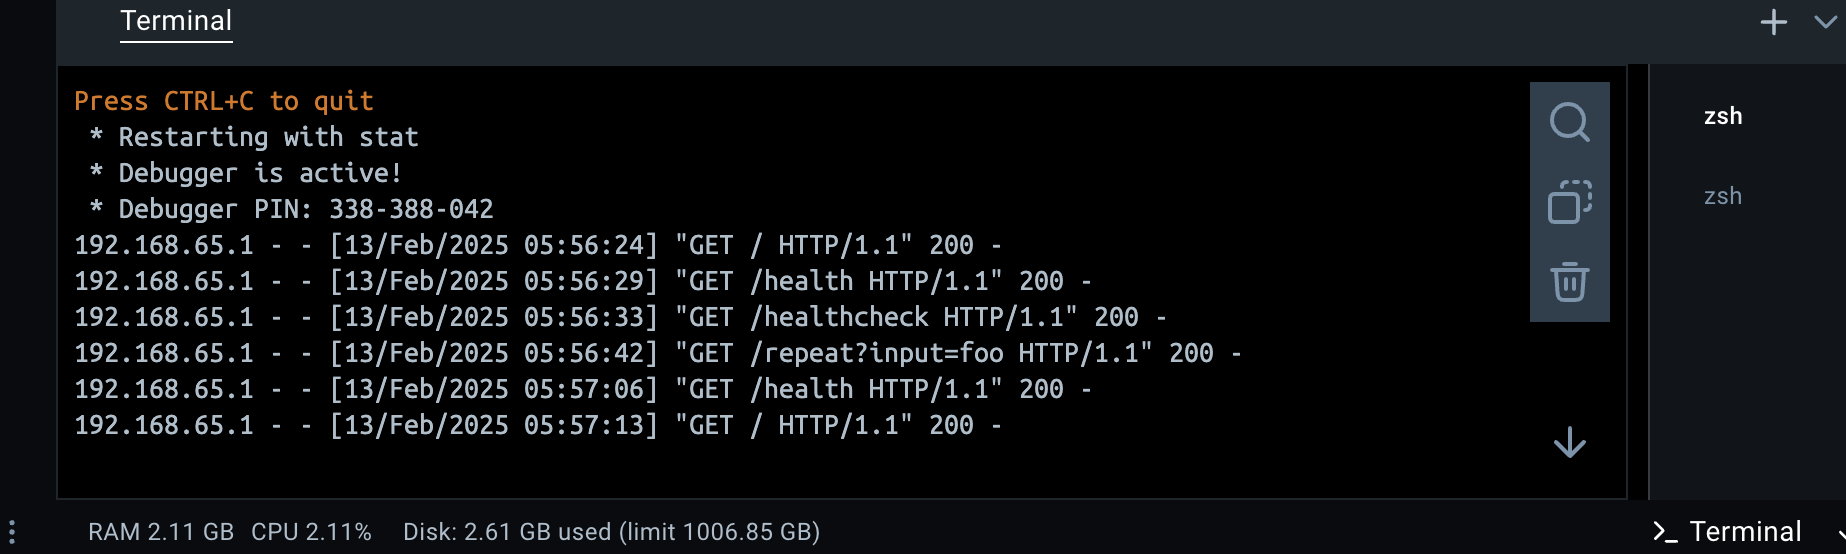 Terminal
Press CTRL+C to quit
 * Restarting with stat
 * Debugger is active!
 * Debugger PIN: 338-388-042
192.168.65.1 - - [13/Feb/2025 05:56:24] "GET / HTTP/1.1" 200 -
192.168.65.1 - - [13/Feb/2025 05:56:29] "GET /health HTTP/1.1" 200 -
192.168.65.1 - - [13/Feb/2025 05:56:33] "GET /healthcheck HTTP/1.1" 200 -
192.168.65.1 - - [13/Feb/2025 05:56:42] "GET /repeat?input=foo HTTP/1.1" 200 -
192.168.65.1 - - [13/Feb/2025 05:57:06] "GET /health HTTP/1.1" 200 -
192.168.65.1 - - [13/Feb/2025 05:57:13] "GET / HTTP/1.1" 200 -
zsh
zsh
RAM 2.11 GB CPU 2.11% Disk: 2.61 GB used (limit 1006.85 GB)
Terminal